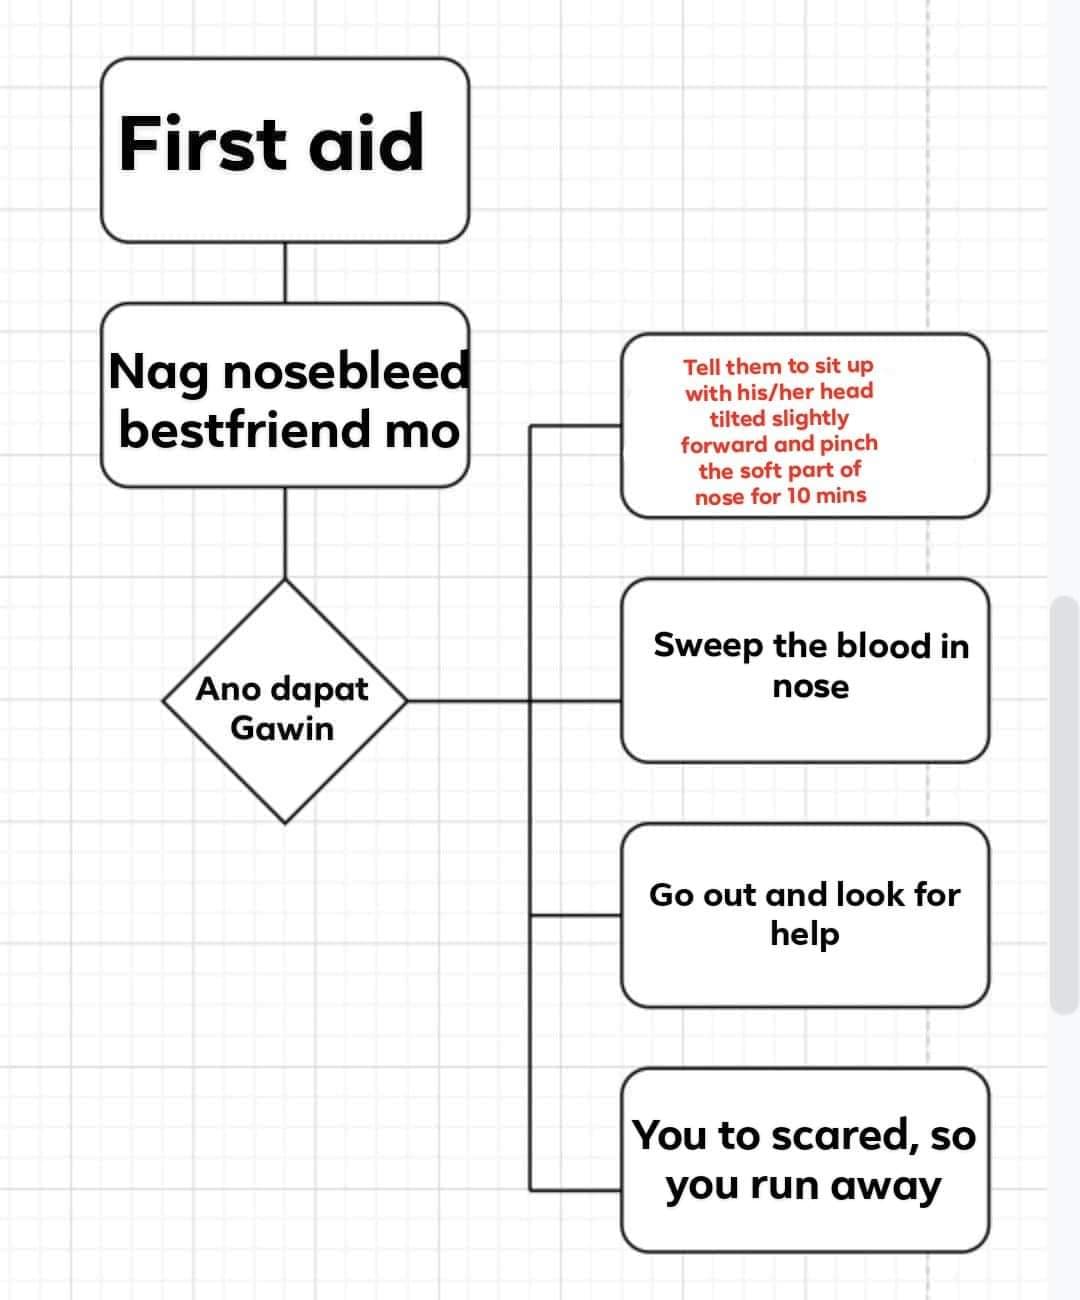 First aid
Nag nosebleed
bestfriend mo
Ano dapat
Gawin
Tell them to sit up
with his/her head
tilted slightly
forward and pinch
the soft part of
nose for 10 mins
Sweep the blood in
nose
Go out and look for
help
You to scared, so
you run away